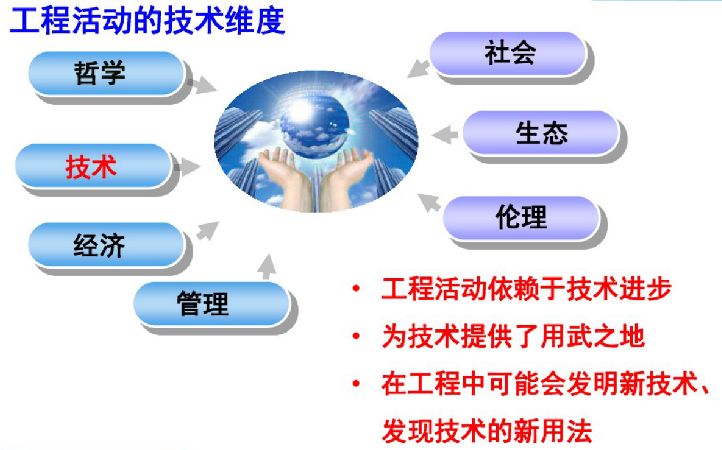 工程活动的技术维度
哲学
技术
经济
管理
社会
生态
伦理
• 工程活动依赖于技术进步
• 为技术提供了用武之地
• 在工程中可能会发明新技术、
发现技术的新用法